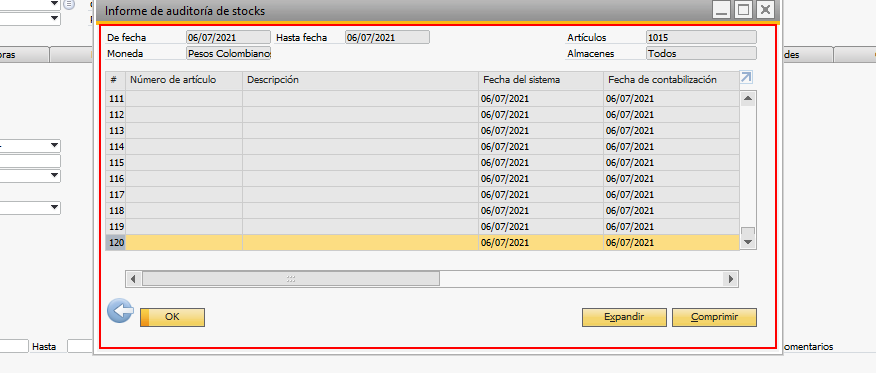 Informe de auditoría de stocks
De fecha 06/07/2021 Hasta fecha 06/07/2021 Artículos 1015
Moneda Pesos Colombiano Almacenes Todos
oras des
# Número de artículo Descripción Fecha del sistema Fecha de contabilización
111 06/07/2021 06/07/2021
112 06/07/2021 06/07/2021
113 06/07/2021 06/07/2021
114 06/07/2021 06/07/2021
115 06/07/2021 06/07/2021
116 06/07/2021 06/07/2021
117 06/07/2021 06/07/2021
118 06/07/2021 06/07/2021
119 06/07/2021 06/07/2021
120 06/07/2021 06/07/2021
OK Expandir Comprimir
Hasta omentarios